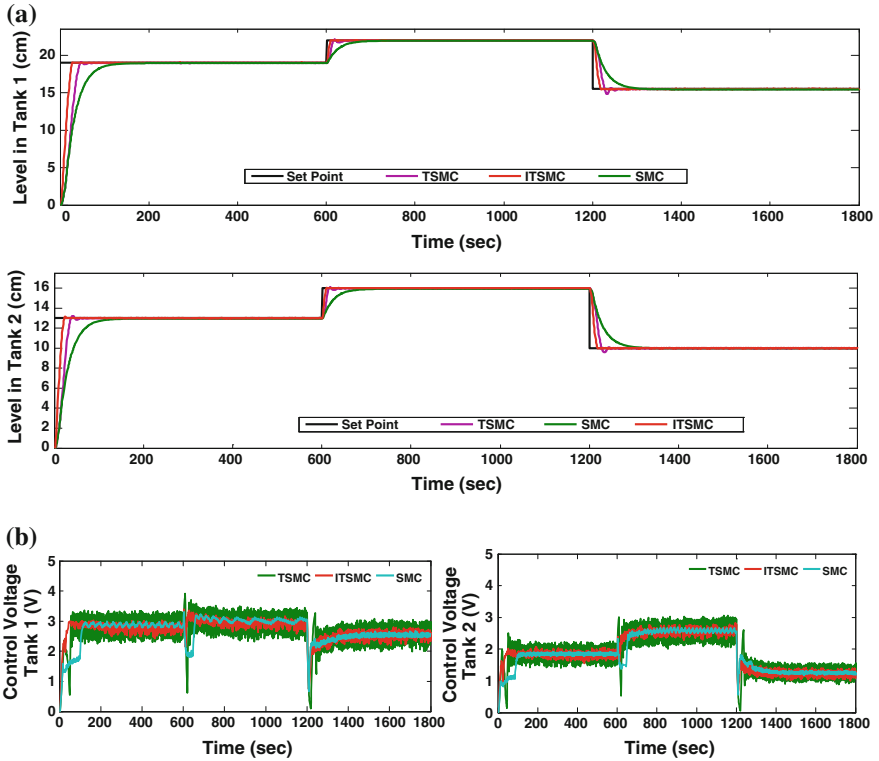 (a)
Level in Tank 1 (cm)
20
15
10
5
0
Set Point TSMC ITSMC SMC
0 200 400 600 800 1000 1200 1400 1600 1800
Time (sec)
Level in Tank 2 (cm)
16
14
12
10
8
6
4
2
0
Set Point TSMC SMC ITSMC
0 200 400 600 800 1000 1200 1400 1600 1800
Time (sec)
(b)
Control Voltage
Tank 1 (V)
5
4
3
2
1
0
TSMC ITSMC SMC
0 200 400 600 800 1000 1200 1400 1600 1800
Time (sec)
Control Voltage
Tank 2 (V)
5
4
3
2
1
0
TSMC ITSMC SMC
0 200 400 600 800 1000 1200 1400 1600 1800
Time (sec)